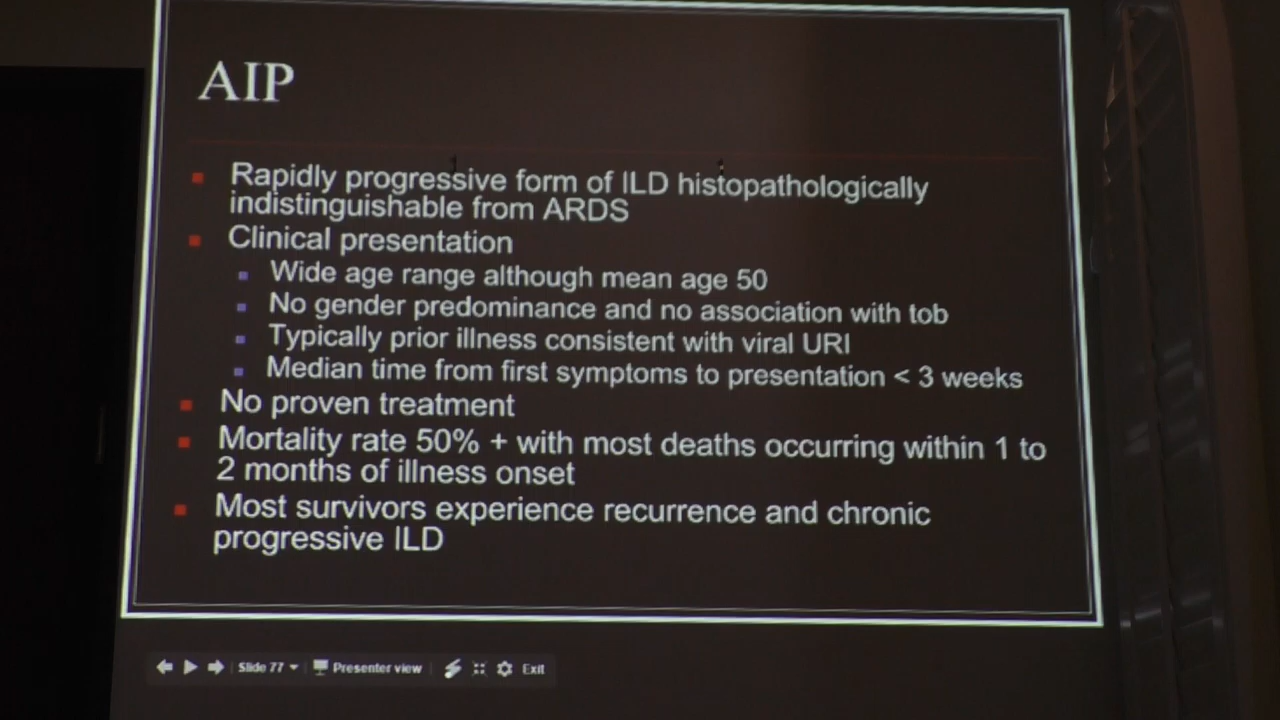 AIP
Rapidly progressive form of ILD histopathologically
indistinguishable from ARDS
Clinical presentation
Wide age range although mean age 50
No gender predominance and no association with tob
Typically prior illness consistent with viral URI
Median time from first symptoms to presentation < 3 weeks
No proven treatment
Mortality rate 50% + with most deaths occurring within 1 to
2 months of illness onset
Most survivors experience recurrence and chronic
progressive ILD
Slide 77 Presenter view Exit